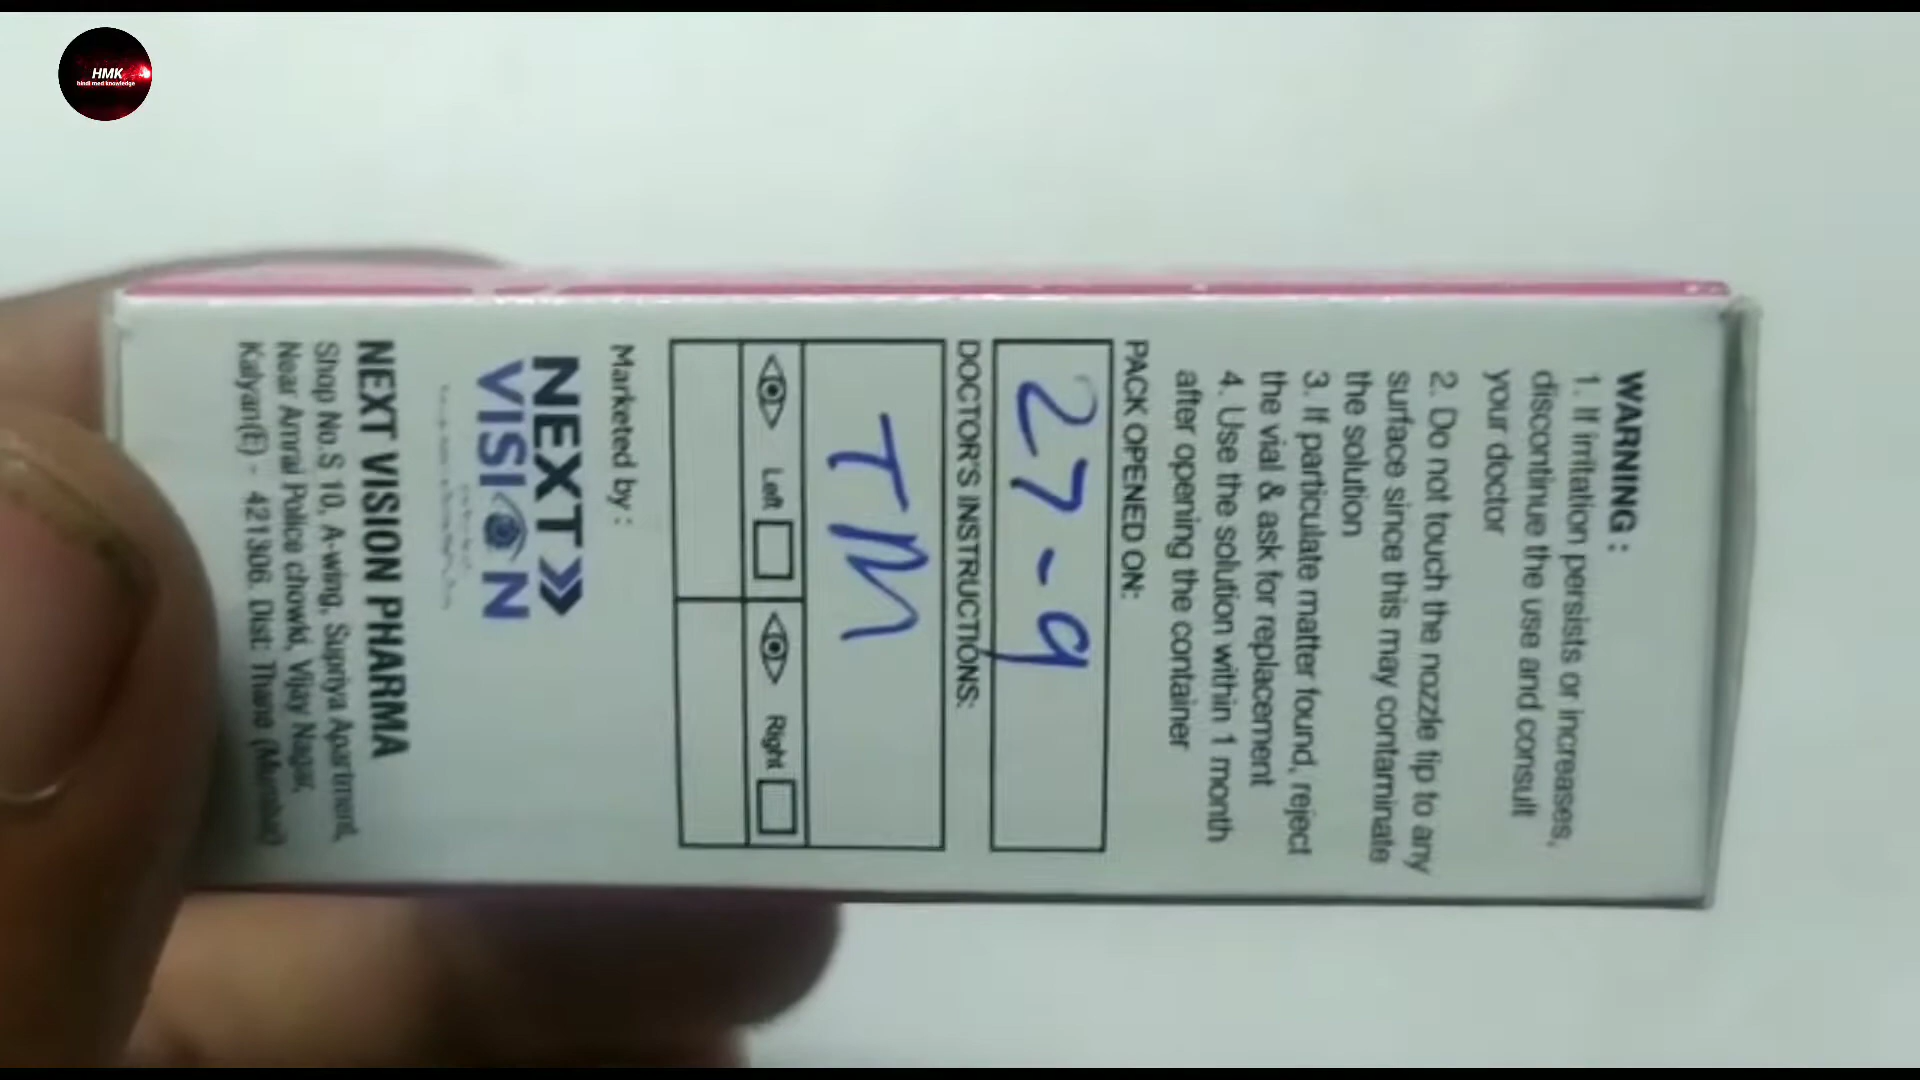 HMK
hindi med knowledge
WARNING :
1. If irritation persists or increases,
discontinue the use and consult
your doctor
2. Do not touch the nozzle tip to any
surface since this may contaminate
the solution
3. If particulate matter found, reject
the vial & ask for replacement
4. Use the solution within 1 month
after opening the container
PACK OPENED ON:
27-9
DOCTOR'S INSTRUCTIONS:
TM
Left
Right
Marketed by :
NEXT
VISION
NEXT VISION PHARMA
Shop No.S 10, A-wing, Supriya Apartment,
Near Amrai Police chowki, Vijay Nagar,
Kalyan(E) - 421306. Dist: Thane (Mumbai)